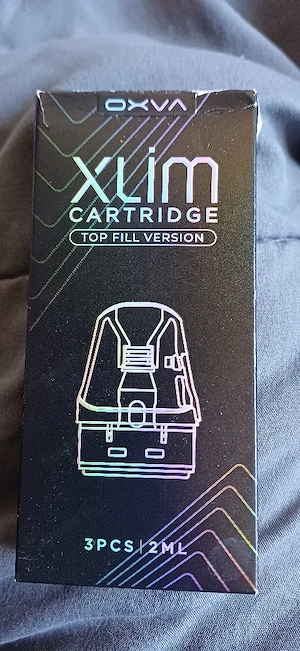 OXVA
XLIM
CARTRIDGE
TOP FILL VERSION
3PCS | 2ML